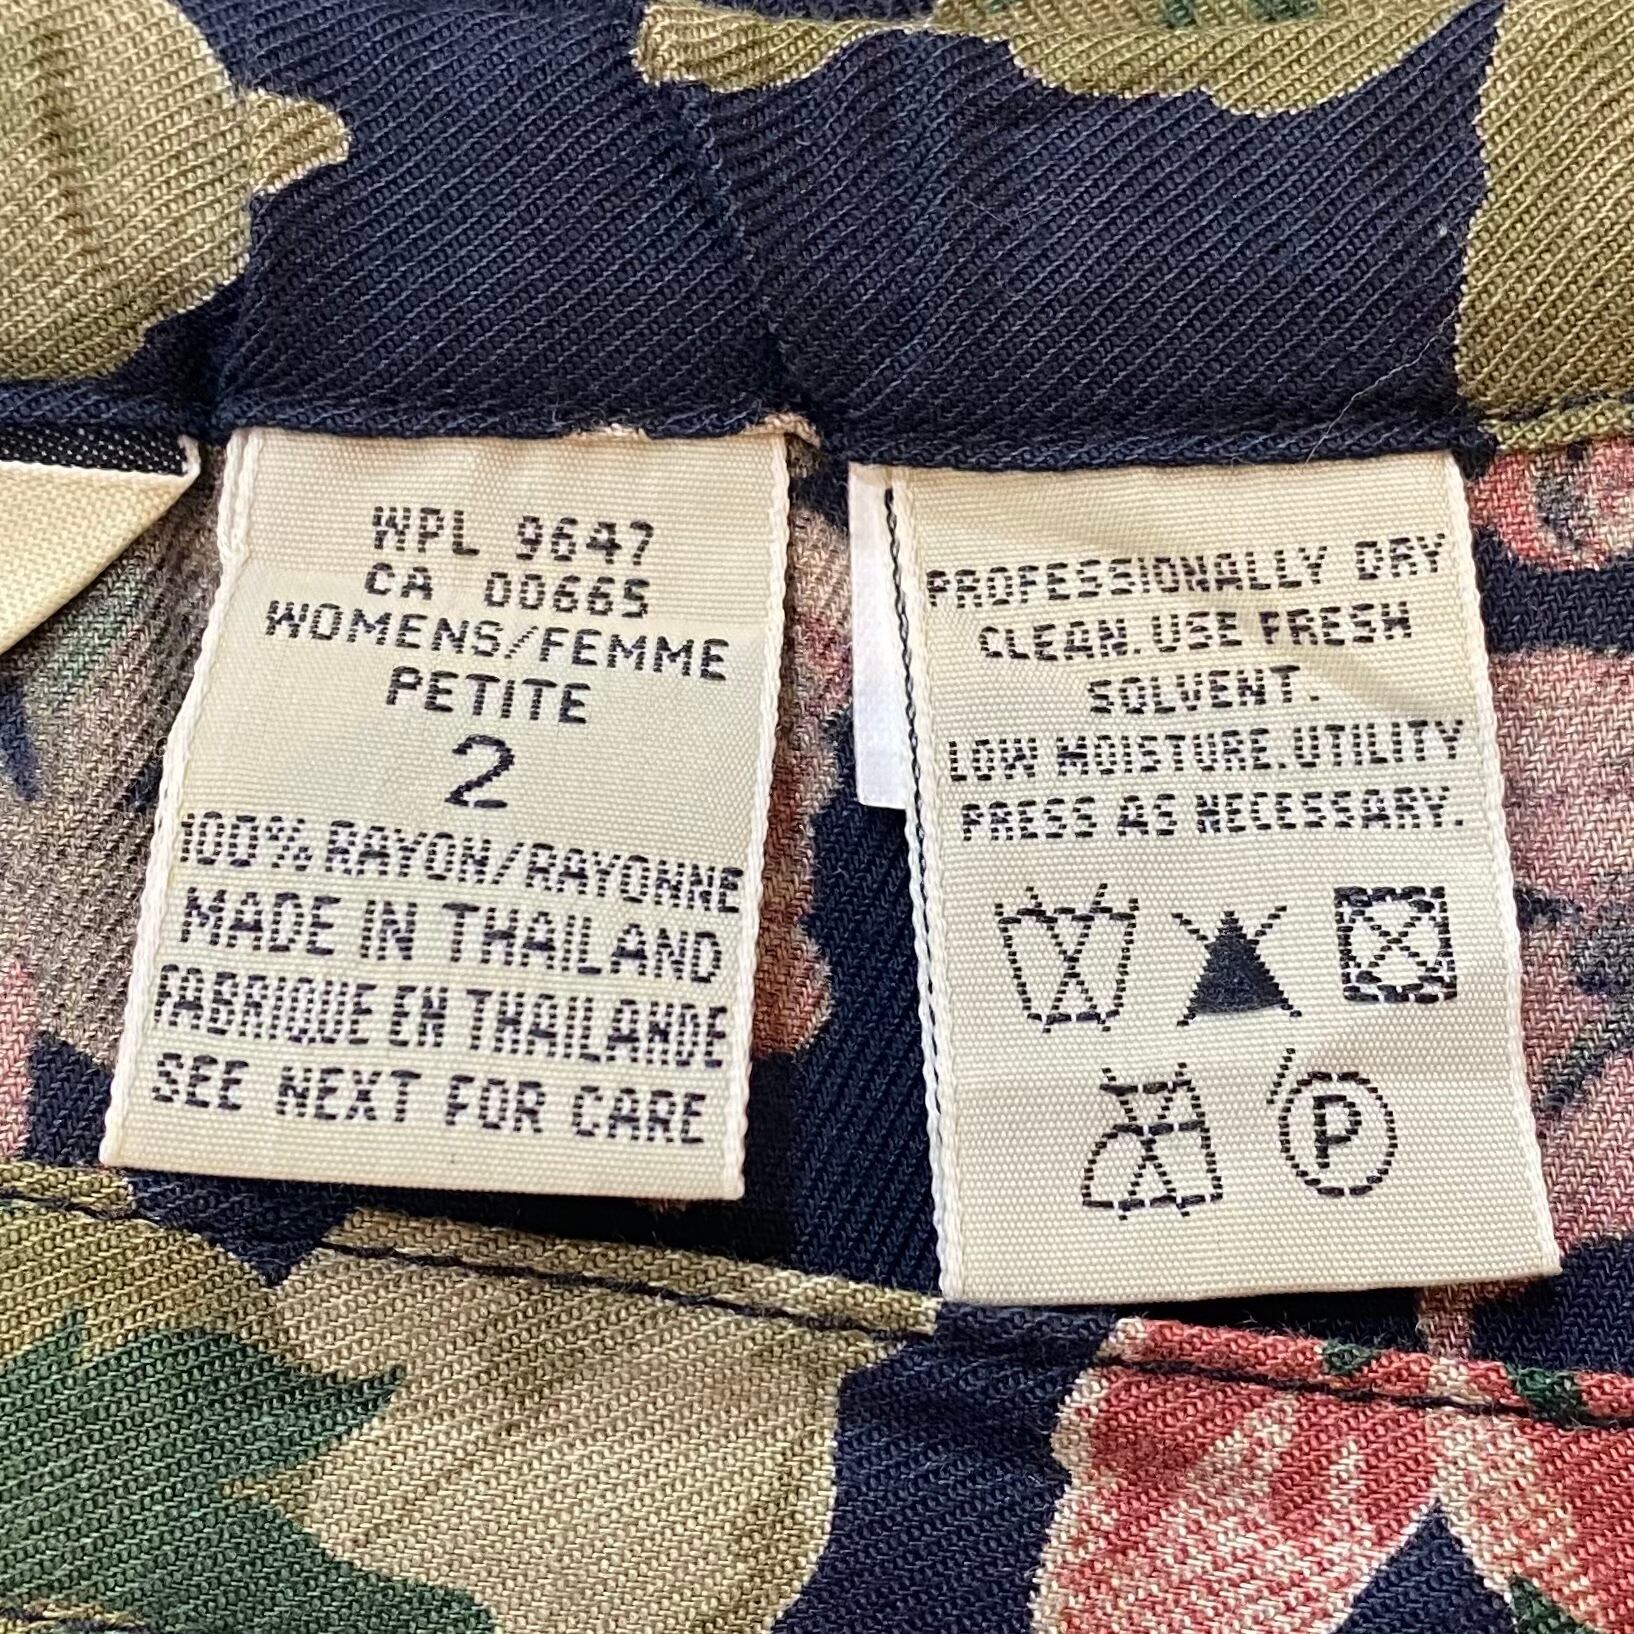 WPL 9647
CA 00665
WOMENS/FEMME
PETITE
2
100% RAYON/RAYONNE
MADE IN THAILAND
FABRIQUE EN THAILANDE
SEE NEXT FOR CARE
PROFESSIONALLY DRY
CLEAN. USE FRESH
SOLVENT.
LOW MOISTURE. UTILITY
PRESS AS NECESSARY.
P